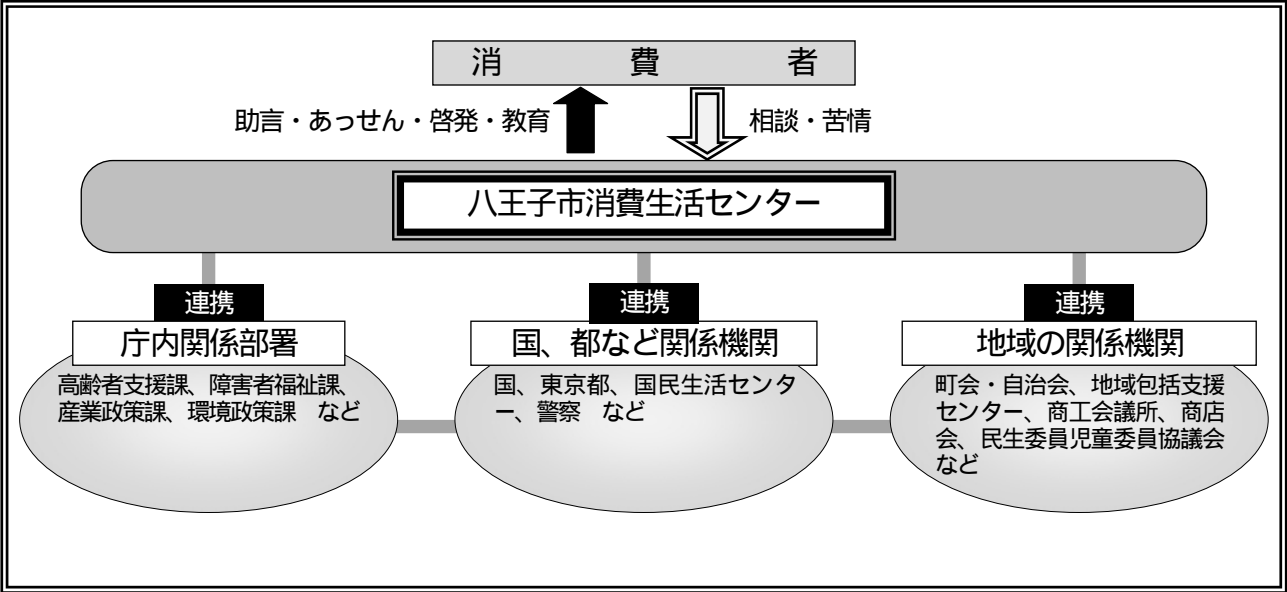 消費者
助言・あっせん・啓発・教育
相談・苦情
八王子市消費生活センター
連携
庁内関係部署
高齢者支援課、障害者福祉課、
産業政策課、環境政策課　など
連携
国、都など関係機関
国、東京都、国民生活センタ
ー、警察　など
連携
地域の関係機関
町会・自治会、地域包括支援
センター、商工会議所、商店
会、民生委員児童委員協議会
など